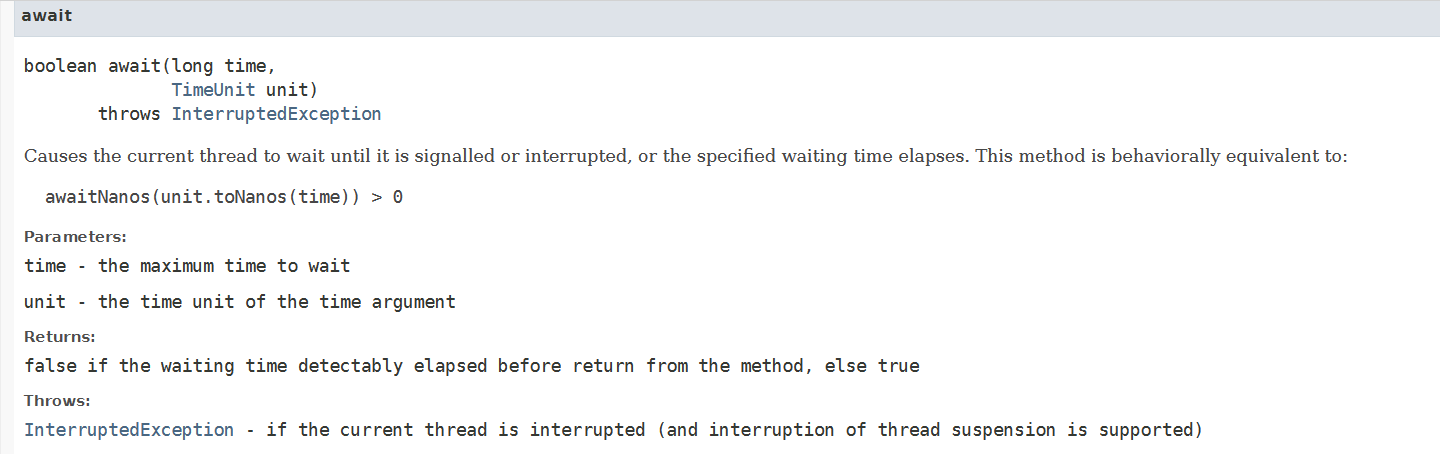 await
boolean await(long time,
TimeUnit unit)
throws InterruptedException
Causes the current thread to wait until it is signalled or interrupted, or the specified waiting time elapses. This method is behaviorally equivalent to:
awaitNanos(unit.toNanos(time)) > 0
Parameters:
time - the maximum time to wait
unit - the time unit of the time argument
Returns:
false if the waiting time detectably elapsed before return from the method, else true
Throws:
InterruptedException - if the current thread is interrupted (and interruption of thread suspension is supported)